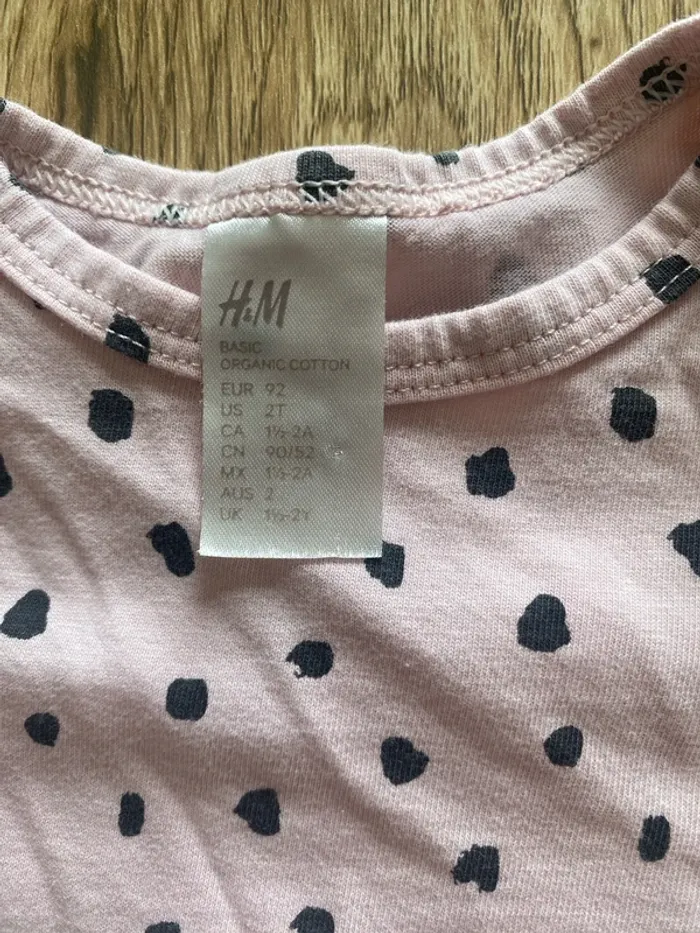 H&M
BASIC
ORGANIC COTTON
EUR 92
US 2T
CA 1½-2A
CN 90/52
MX 1½-2A
AUS 2
UK 1½-2Y